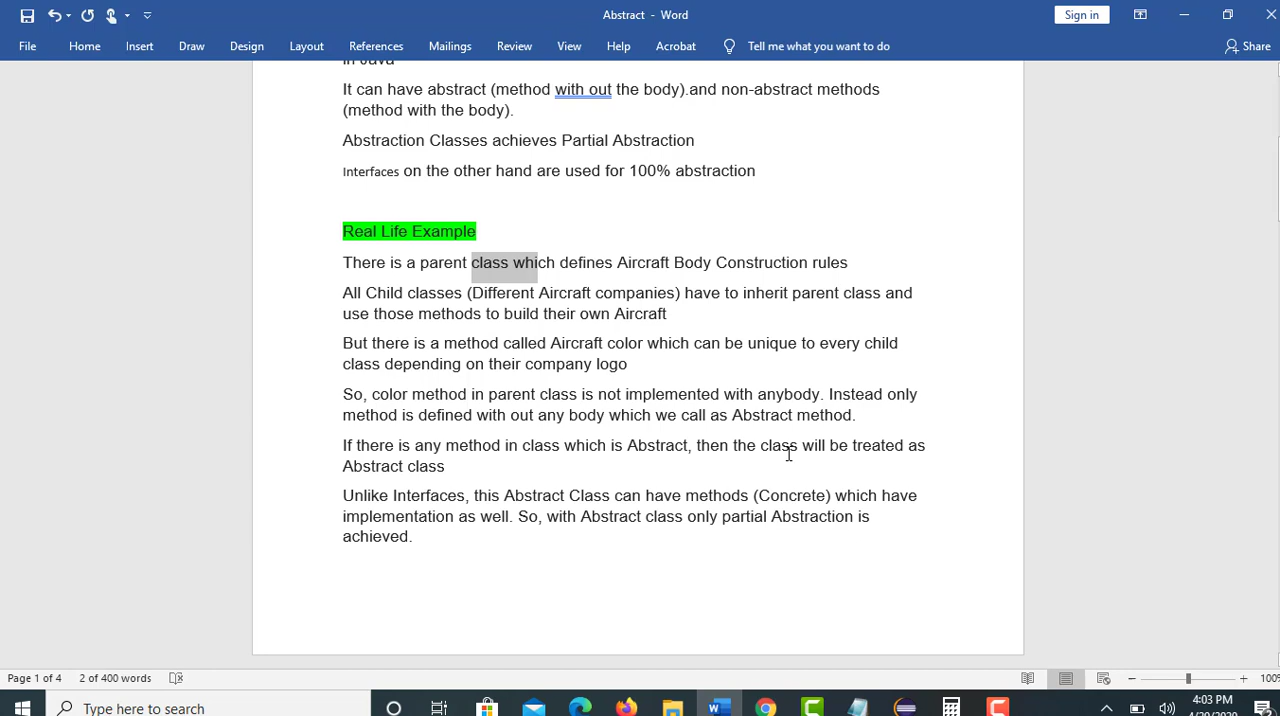 Abstract - Word
Sign in
File Home Insert Draw Design Layout References Mailings Review View Help Acrobat Tell me what you want to do Share
in Java
It can have abstract (method with out the body).and non-abstract methods
(method with the body).
Abstraction Classes achieves Partial Abstraction
Interfaces on the other hand are used for 100% abstraction
Real Life Example
There is a parent class which defines Aircraft Body Construction rules
All Child classes (Different Aircraft companies) have to inherit parent class and
use those methods to build their own Aircraft
But there is a method called Aircraft color which can be unique to every child
class depending on their company logo
So, color method in parent class is not implemented with anybody. Instead only
method is defined with out any body which we call as Abstract method.
If there is any method in class which is Abstract, then the class will be treated as
Abstract class
Unlike Interfaces, this Abstract Class can have methods (Concrete) which have
implementation as well. So, with Abstract class only partial Abstraction is
achieved.
Page 1 of 4 2 of 400 words 100%
Type here to search 4:03 PM